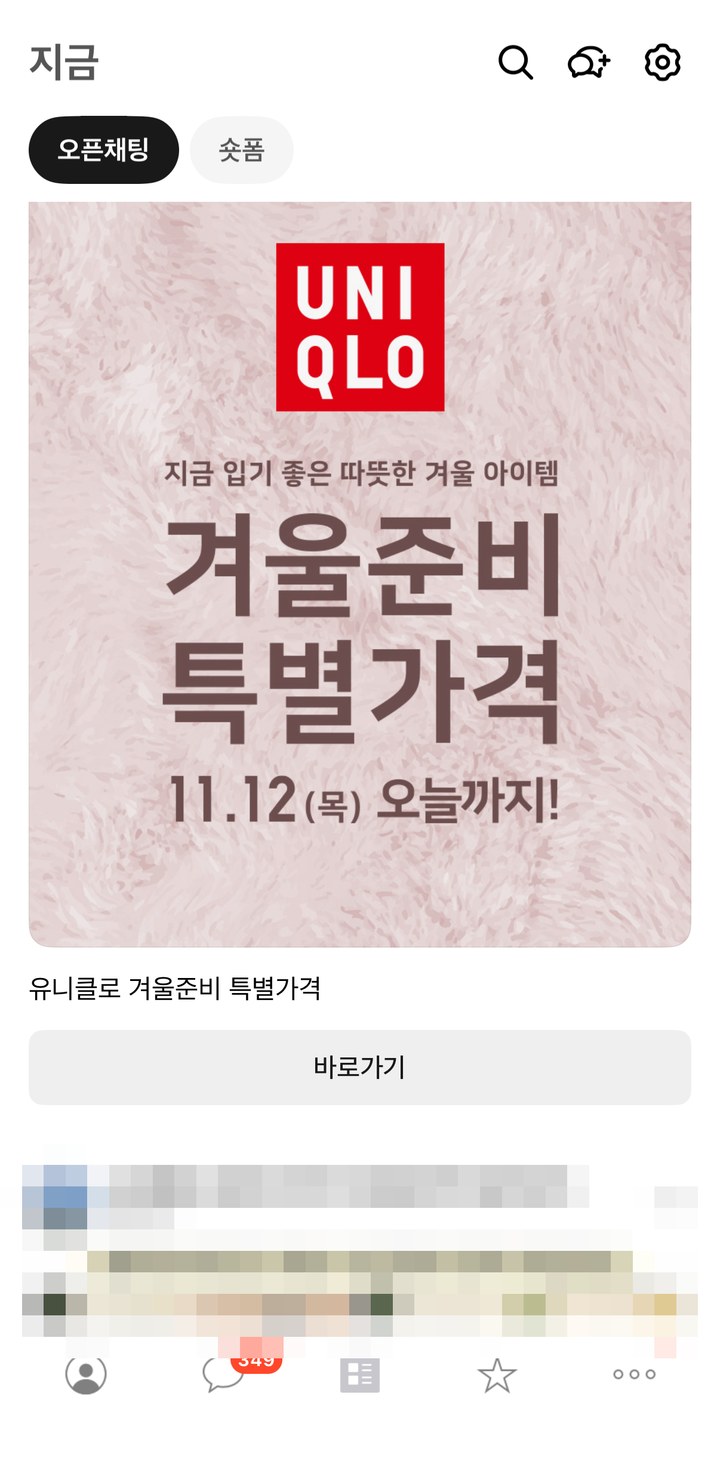 지금
오픈채팅
숏폼
UNI
QLO
지금 입기 좋은 따뜻한 겨울 아이템
겨울준비
특별가격
11.12(목) 오늘까지!
유니클로 겨울준비 특별가격
바로가기
349